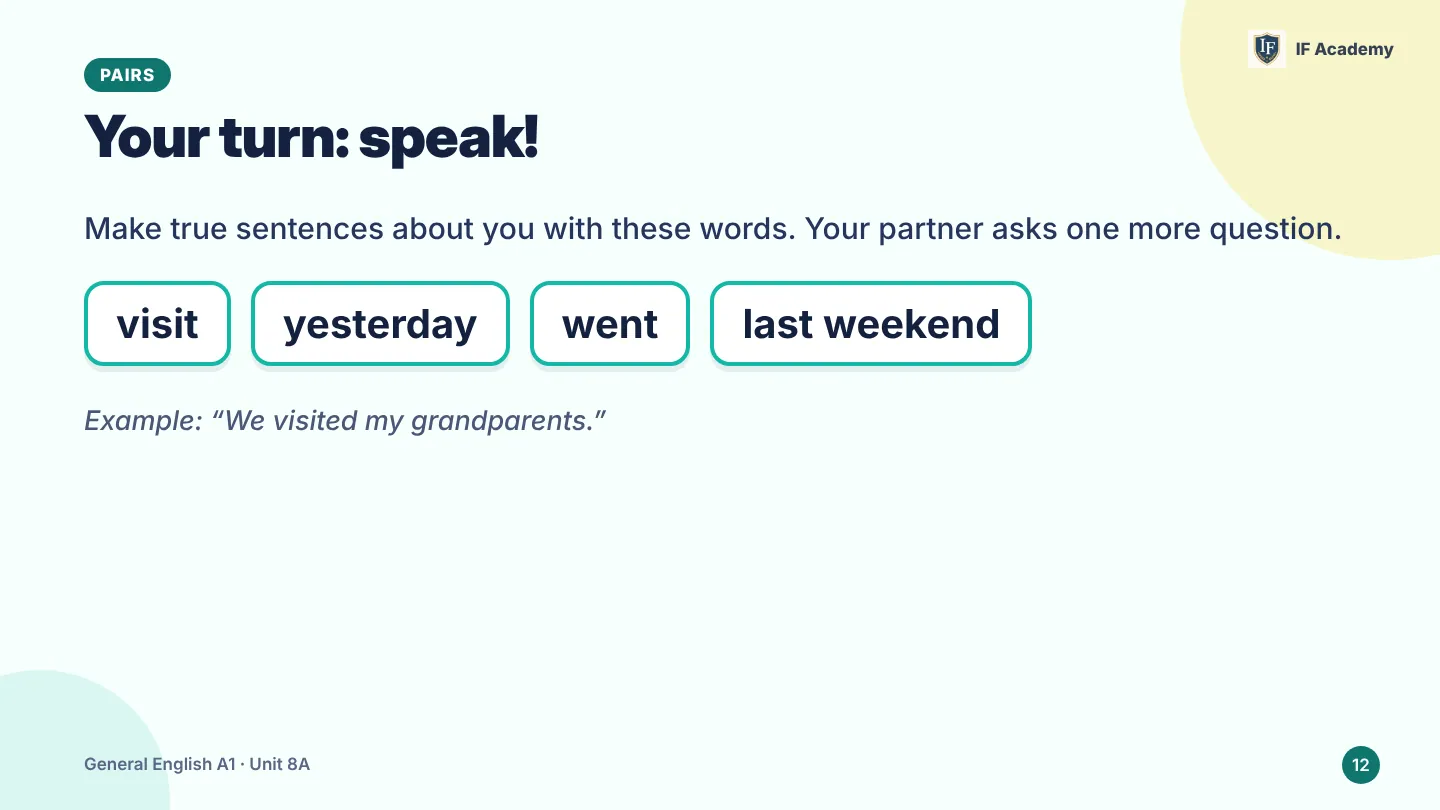 IF
IF Academy
PAIRS
Your turn: speak!
Make true sentences about you with these words. Your partner asks one more question.
visit
yesterday
went
last weekend
Example: “We visited my grandparents.”
General English A1 · Unit 8A
12